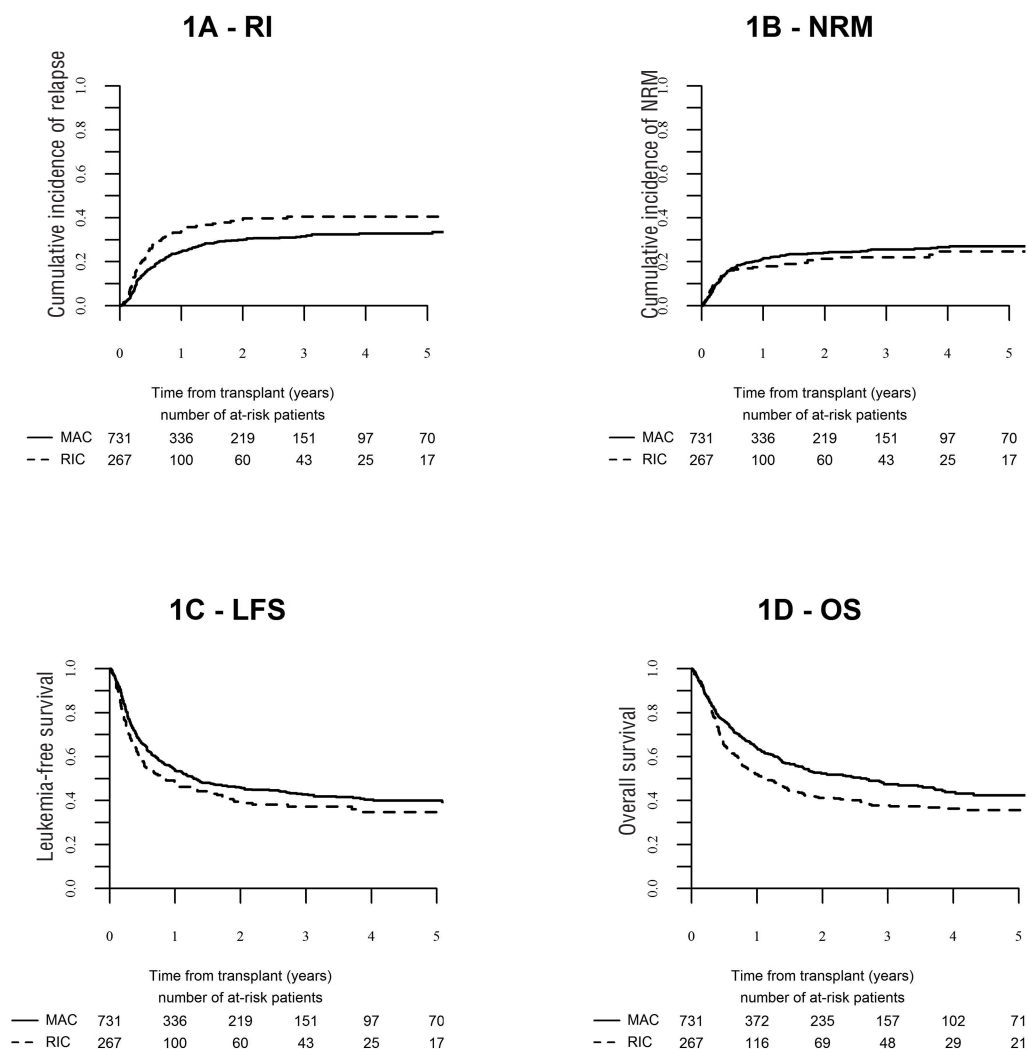 1A - RI
Cumulative incidence of relapse
1.0
0.8
0.6
0.4
0.2
0.0
0 1 2 3 4 5
Time from transplant (years)
number of at-risk patients
MAC 731 336 219 151 97 70
RIC 267 100 60 43 25 17
1B - NRM
Cumulative incidence of NRM
1.0
0.8
0.6
0.4
0.2
0.0
0 1 2 3 4 5
Time from transplant (years)
number of at-risk patients
MAC 731 336 219 151 97 70
RIC 267 100 60 43 25 17
1C - LFS
Leukemia-free survival
1.0
0.8
0.6
0.4
0.2
0.0
0 1 2 3 4 5
Time from transplant (years)
number of at-risk patients
MAC 731 336 219 151 97 70
RIC 267 100 60 43 25 17
1D - OS
Overall survival
1.0
0.8
0.6
0.4
0.2
0.0
0 1 2 3 4 5
Time from transplant (years)
number of at-risk patients
MAC 731 372 235 157 102 71
RIC 267 116 69 48 29 21